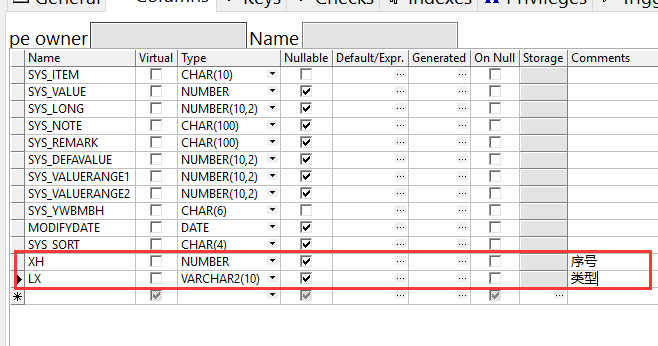 General Columns Keys Checks Indexes Privileges
pe owner Name
Name Virtual Type Nullable Default/Expr. Generated On Null Storage Comments
SYS_ITEM CHAR(10)
SYS_VALUE NUMBER
SYS_LONG NUMBER(10,2)
SYS_NOTE CHAR(100)
SYS_REMARK CHAR(100)
SYS_DEFAVALUE NUMBER(10,2)
SYS_VALUERANGE1 NUMBER(10,2)
SYS_VALUERANGE2 NUMBER(10,2)
SYS_YWBMBH CHAR(6)
MODIFYDATE DATE
SYS_SORT CHAR(4)
XH NUMBER 序号
LX VARCHAR2(10) 类型